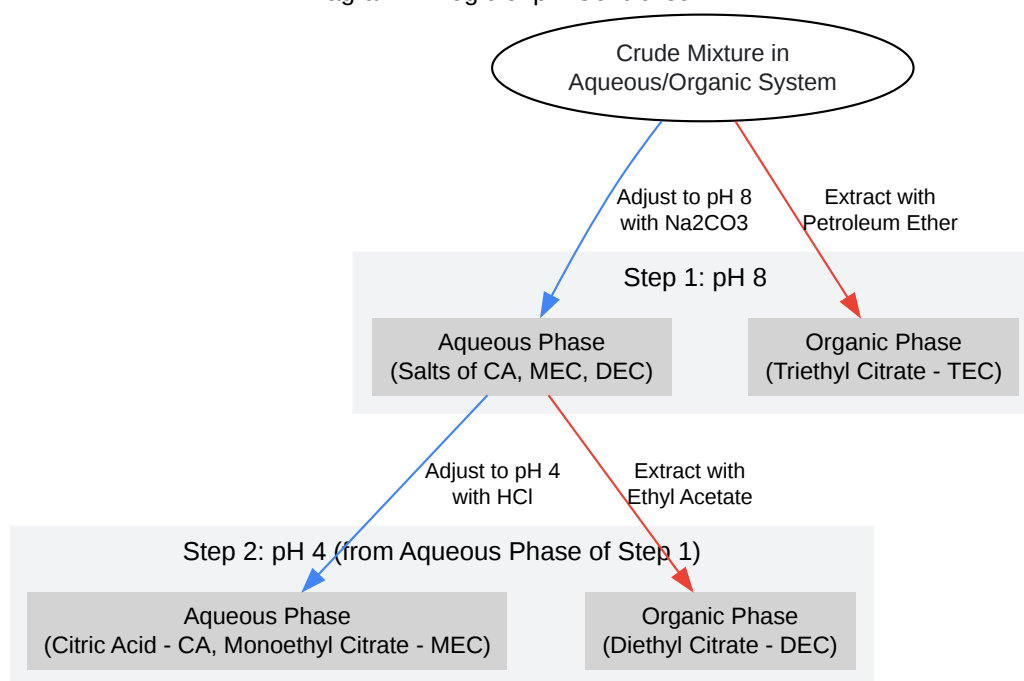 Crude Mixture in
Aqueous/Organic System
Adjust to pH 8
with Na2CO3
Extract with
Petroleum Ether
Step 1: pH 8
Aqueous Phase
(Salts of CA, MEC, DEC)
Organic Phase
(Triethyl Citrate - TEC)
Adjust to pH 4
with HCl
Extract with
Ethyl Acetate
Step 2: pH 4 (from Aqueous Phase of Step 1)
Aqueous Phase
(Citric Acid - CA, Monoethyl Citrate - MEC)
Organic Phase
(Diethyl Citrate - DEC)